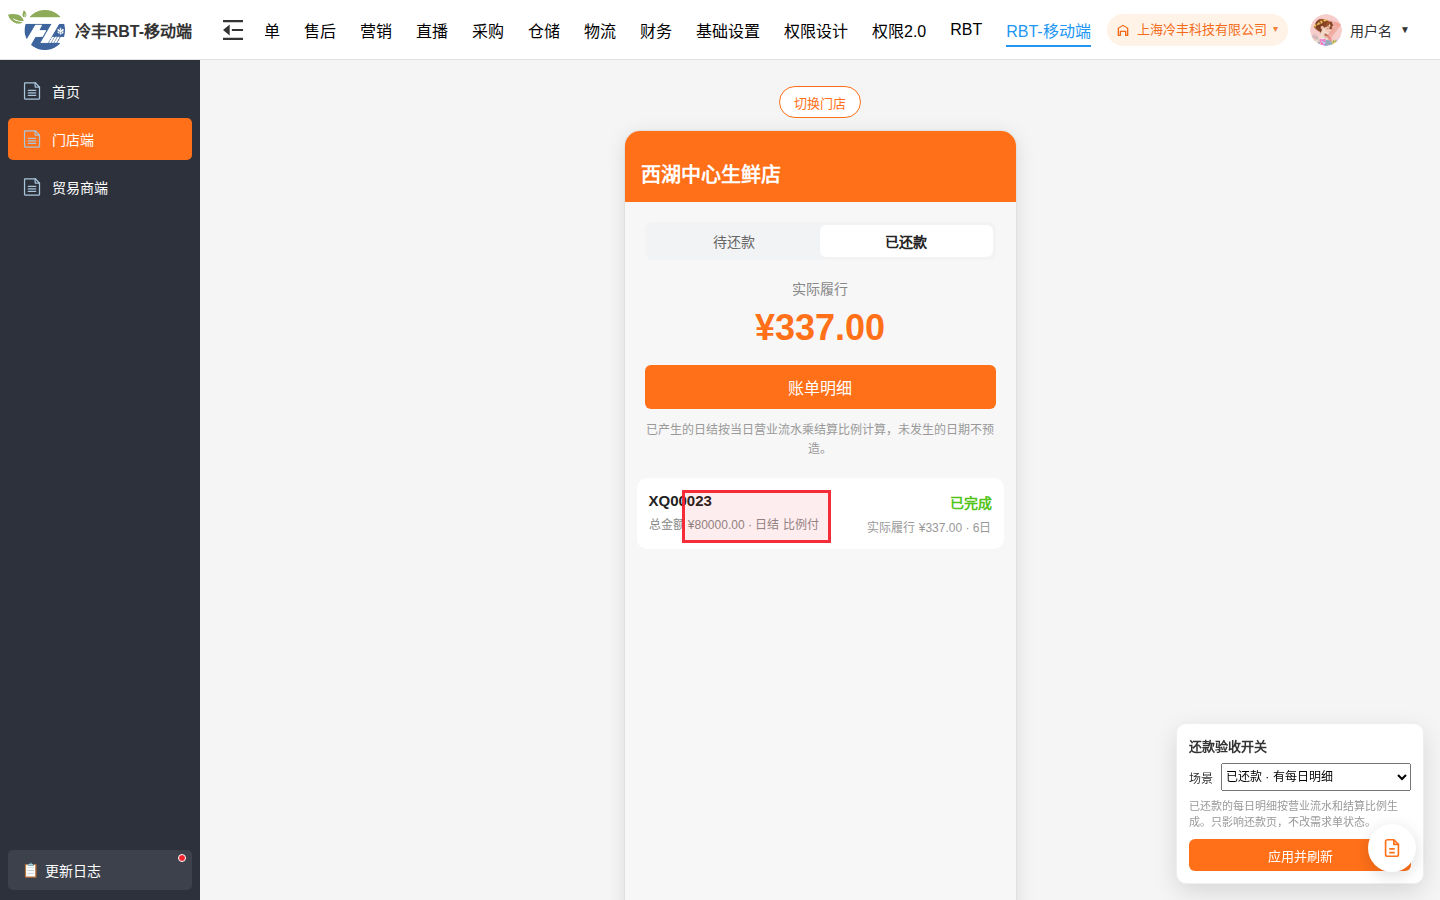 冷丰RBT-移动端
单 售后 营销 直播 采购 仓储 物流 财务 基础设置 权限设计 权限2.0 RBT RBT-移动端 上海冷丰科技有限公司 用户名
首页
门店端
贸易商端
切换门店
西湖中心生鲜店
待还款 已还款
实际履行
¥337.00
账单明细
已产生的日结按当日营业流水乘结算比例计算，未发生的日期不预
造。
XQ00023 已完成
总金额 ¥80000.00 · 日结 比例付 实际履行 ¥337.00 · 6日
还款验收开关
场景 已还款 · 有每日明细
已还款的每日明细按营业流水和结算比例生
成。只影响还款页，不改需求单状态。
应用并刷新
更新日志